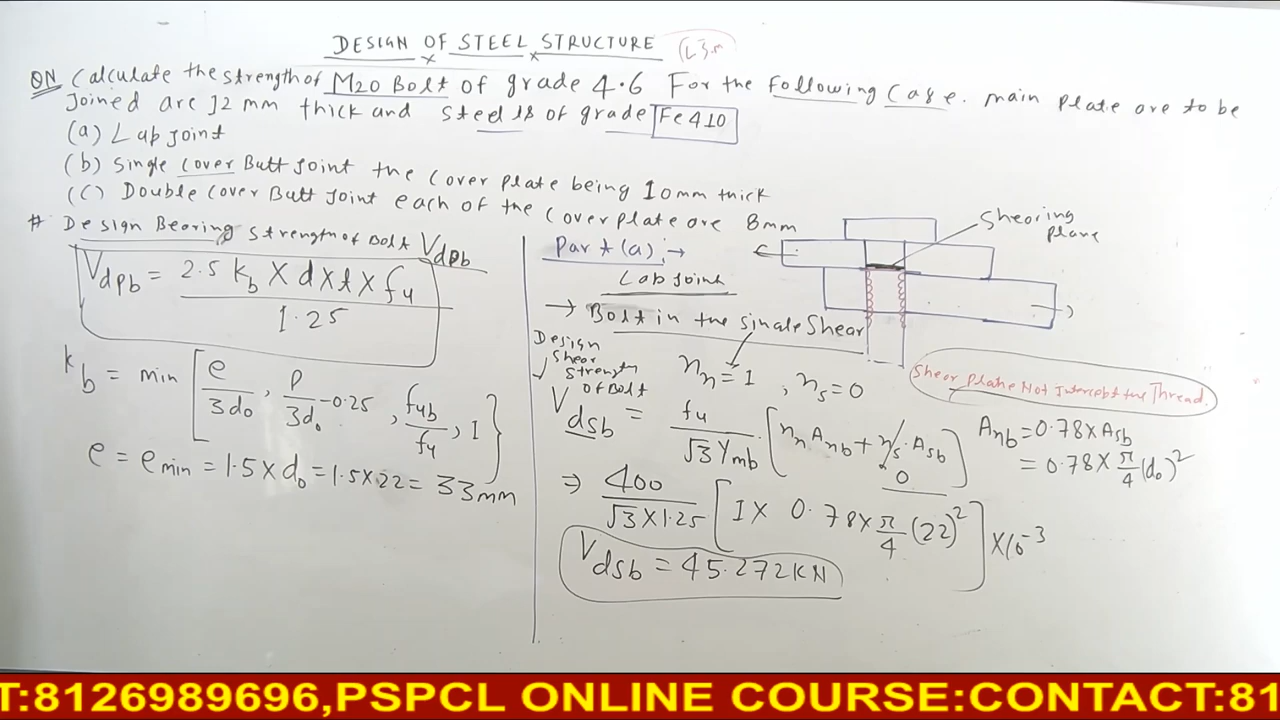 DESIGN OF STEEL STRUCTURE
QN Calculate the strength of M20 Bolt of grade 4.6 For the Following Case. main plate are to be
joined are 12 mm thick and Steel is of grade Fe 410
(a) Lap joint
(b) Single Cover Butt Joint the Cover plate being 10mm thick
(C) Double Cover Butt Joint each of the Cover plate are 8mm
# Design Bearing Strength of Bolt Vdpb
Vdpb = 2.5 kb X d X t X fu / 1.25
kb = min [ e/3d0 , p/3d0 -0.25 , fub/fu , 1 }
e = emin = 1.5 X d0 = 1.5 X 22 = 33mm
Part (a) :→
Lab Joint
→ Bolt in the single Shear
Shearing
plane
Design
Shear
Strength
of Bolt
nn = 1 , ns = 0
Shear plane Not Intercept the Thread.
Vdsb = fu / √3 Ymb . [ nn Anb + ns . Asb ]
0
Anb = 0.78 X Asb
= 0.78 X π/4 (d0)2
⇒ 400 / √3 X 1.25 [ 1 X 0.78 X π/4 (22)2 ] X 10-3
Vdsb = 45.272 KN
T:8126989696,PSPCL ONLINE COURSE:CONTACT:81